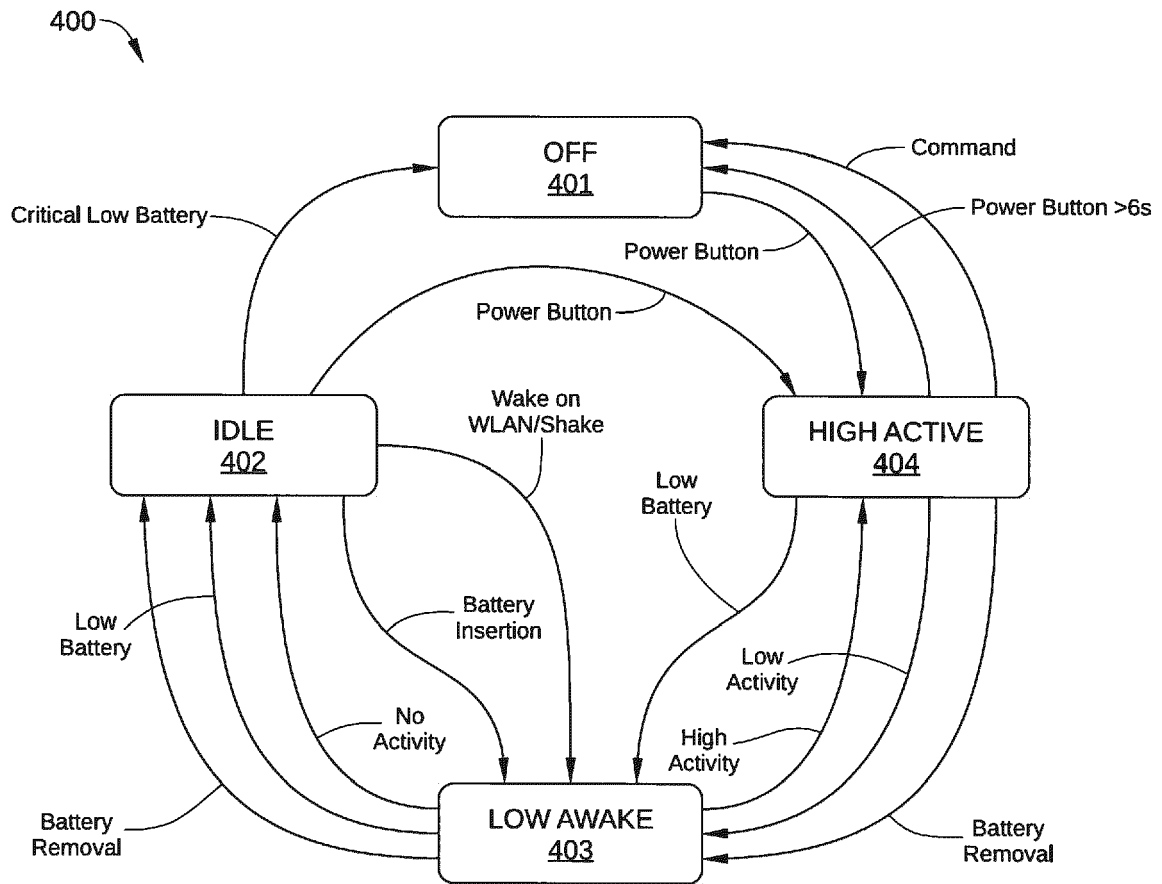 400
OFF
401
Command
Critical Low Battery
Power Button >6s
Power Button
Power Button
Wake on
WLAN/Shake
IDLE
402
HIGH ACTIVE
404
Low
Battery
Low
Battery
Battery
Insertion
Low
Activity
No
Activity
High
Activity
LOW AWAKE
403
Battery
Removal
Battery
Removal